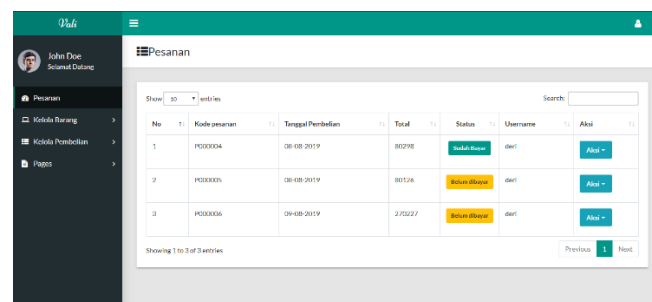 Vali
John Doe
Selamat Datang
Pesanan
Kelola Barang
Kelola Pembelian
Pages
Pesanan
Show 10 entries
Search:
No Kode pesanan Tanggal Pembelian Total Status Username Aksi
1 P000004 08-08-2019 80298 Sudah Bayar deri Aksi
2 P000005 08-08-2019 80126 Belum dibayar deri Aksi
3 P000006 09-08-2019 270227 Belum dibayar deri Aksi
Showing 1 to 3 of 3 entries
Previous 1 Next